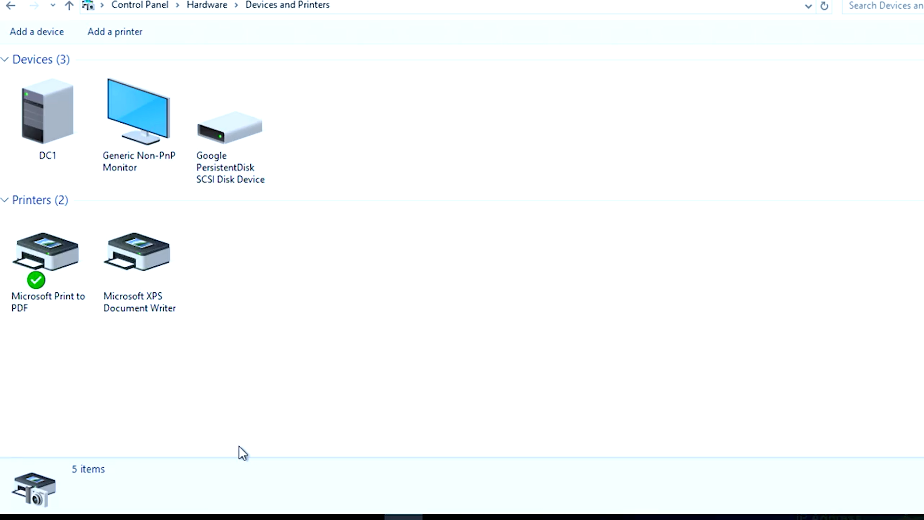 Control Panel > Hardware > Devices and Printers
Search Devices an
Add a device
Add a printer
Devices (3)
DC1
Generic Non-PnP
Monitor
Google
PersistentDisk
SCSI Disk Device
Printers (2)
Microsoft Print to
PDF
Microsoft XPS
Document Writer
5 items